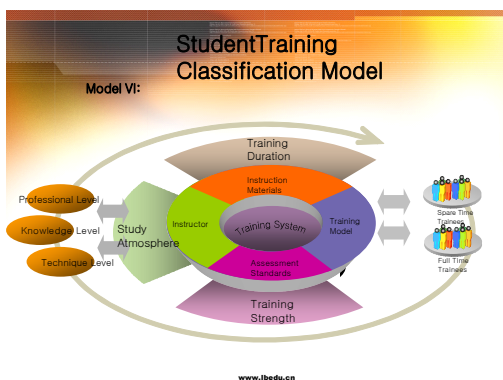 StudentTraining
Classification Model
Model VI:
Training
Duration
Instruction
Materials
Professional Level
Knowledge Level
Technique Level
Study
Atmosphere
Instructor
Training System
Training
Model
Assessment
Standards
Training
Strength
Spare Time
Trainees
Full Time
Trainees
www.lbedu.cn